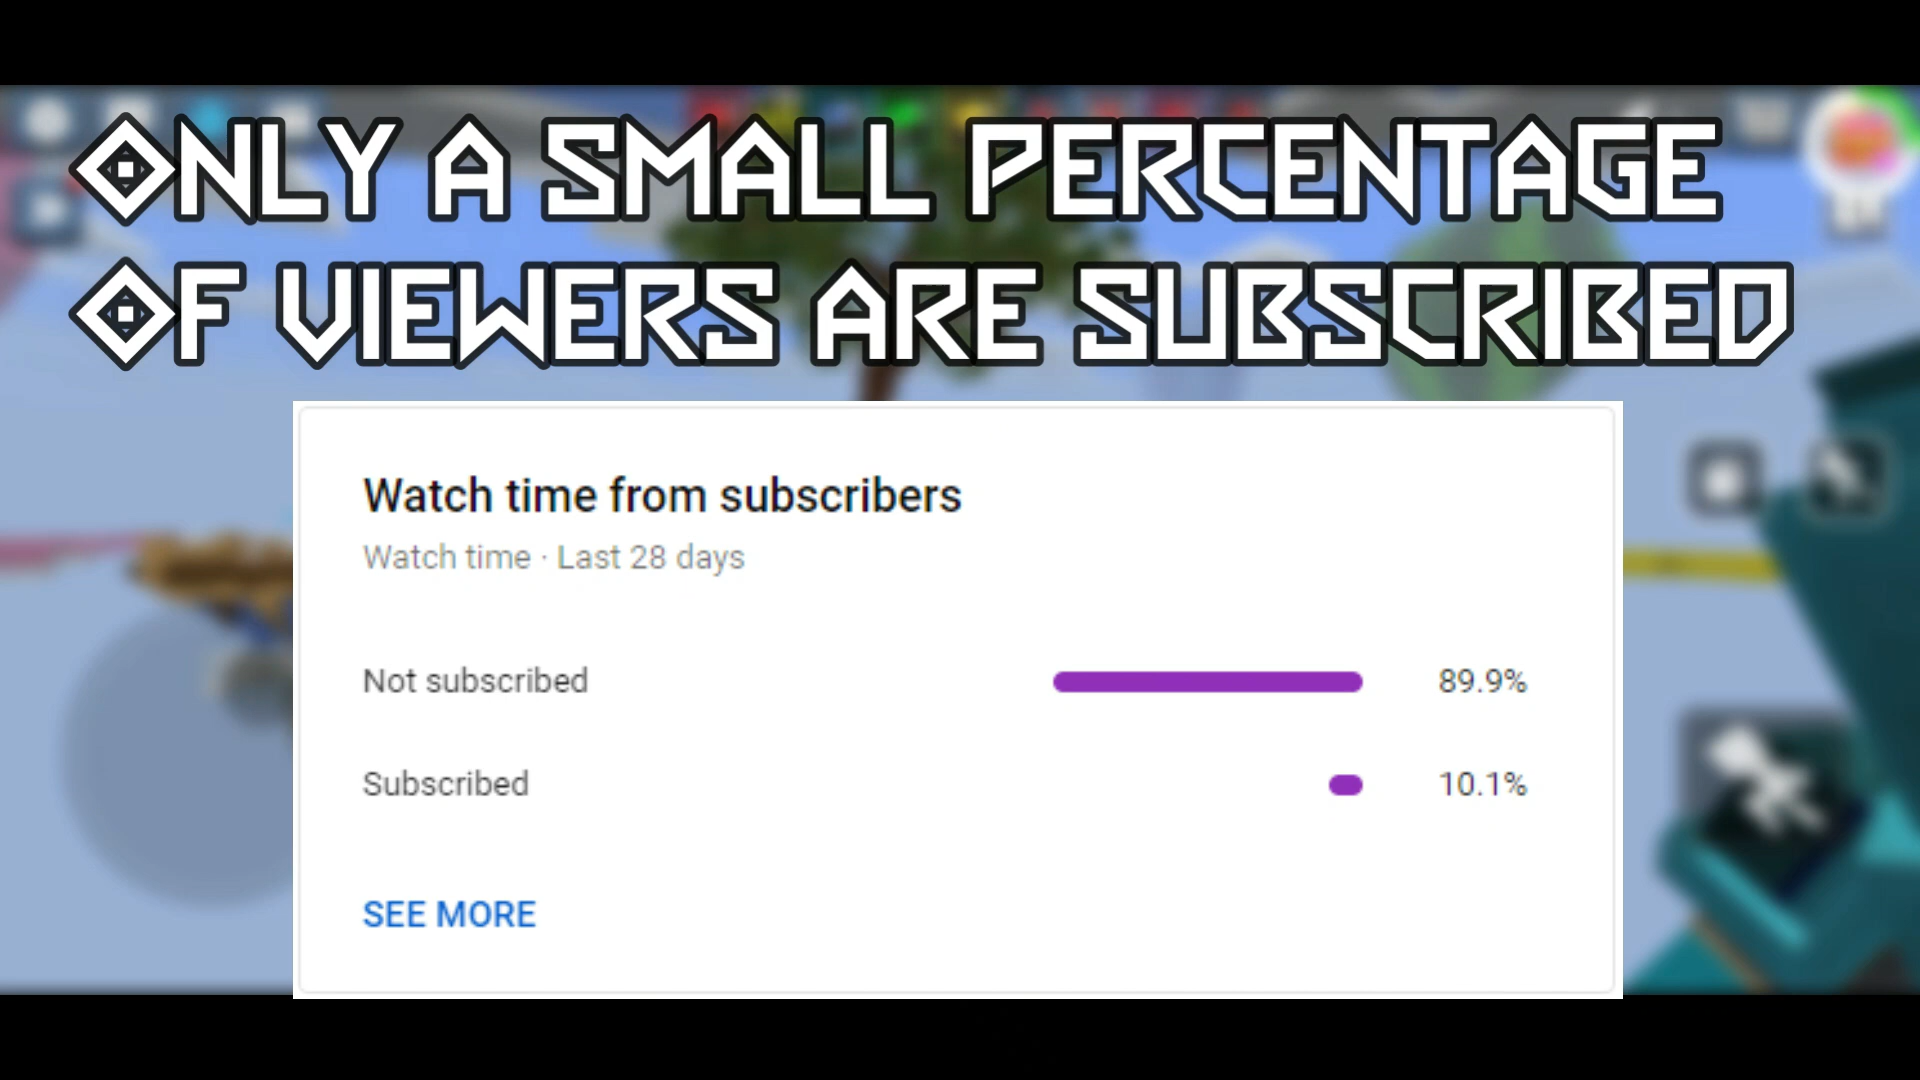 ONLY A SMALL PERCENTAGE
OF VIEWERS ARE SUBSCRIBED
Watch time from subscribers
Watch time · Last 28 days
Not subscribed 89.9%
Subscribed 10.1%
SEE MORE